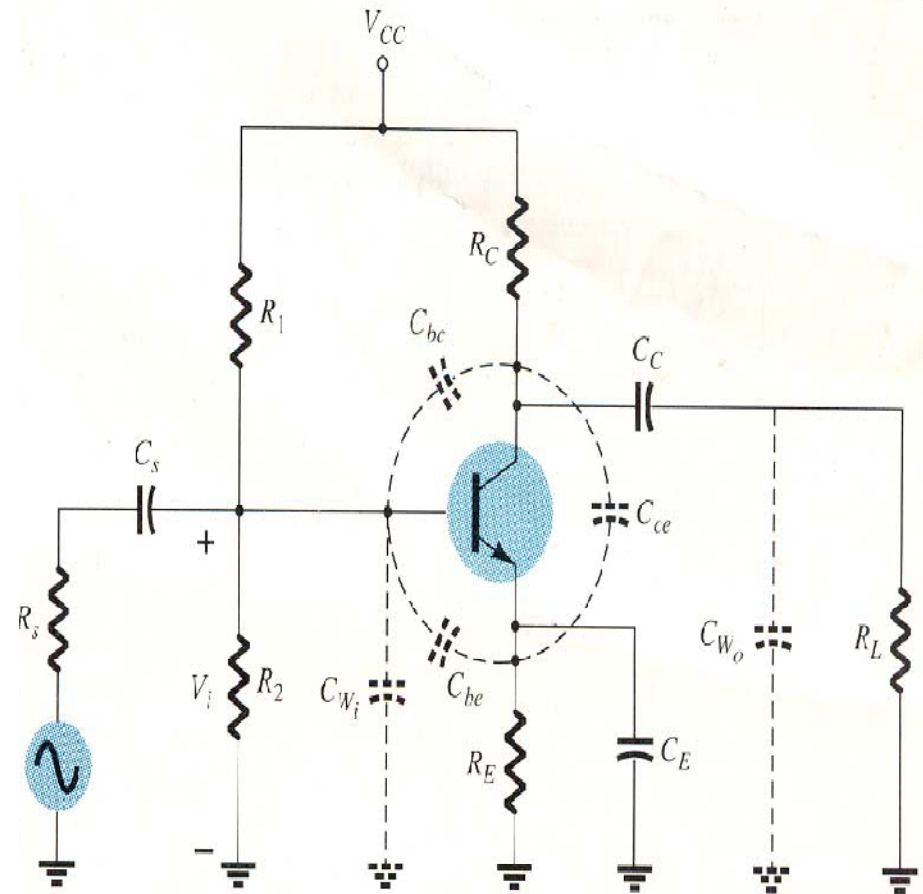 V_CC
R_C
R_1
C_bc
C_C
C_s
+
C_ce
R_s
V_i
R_2
C_Wi
C_be
R_E
C_E
C_Wo
R_L
−